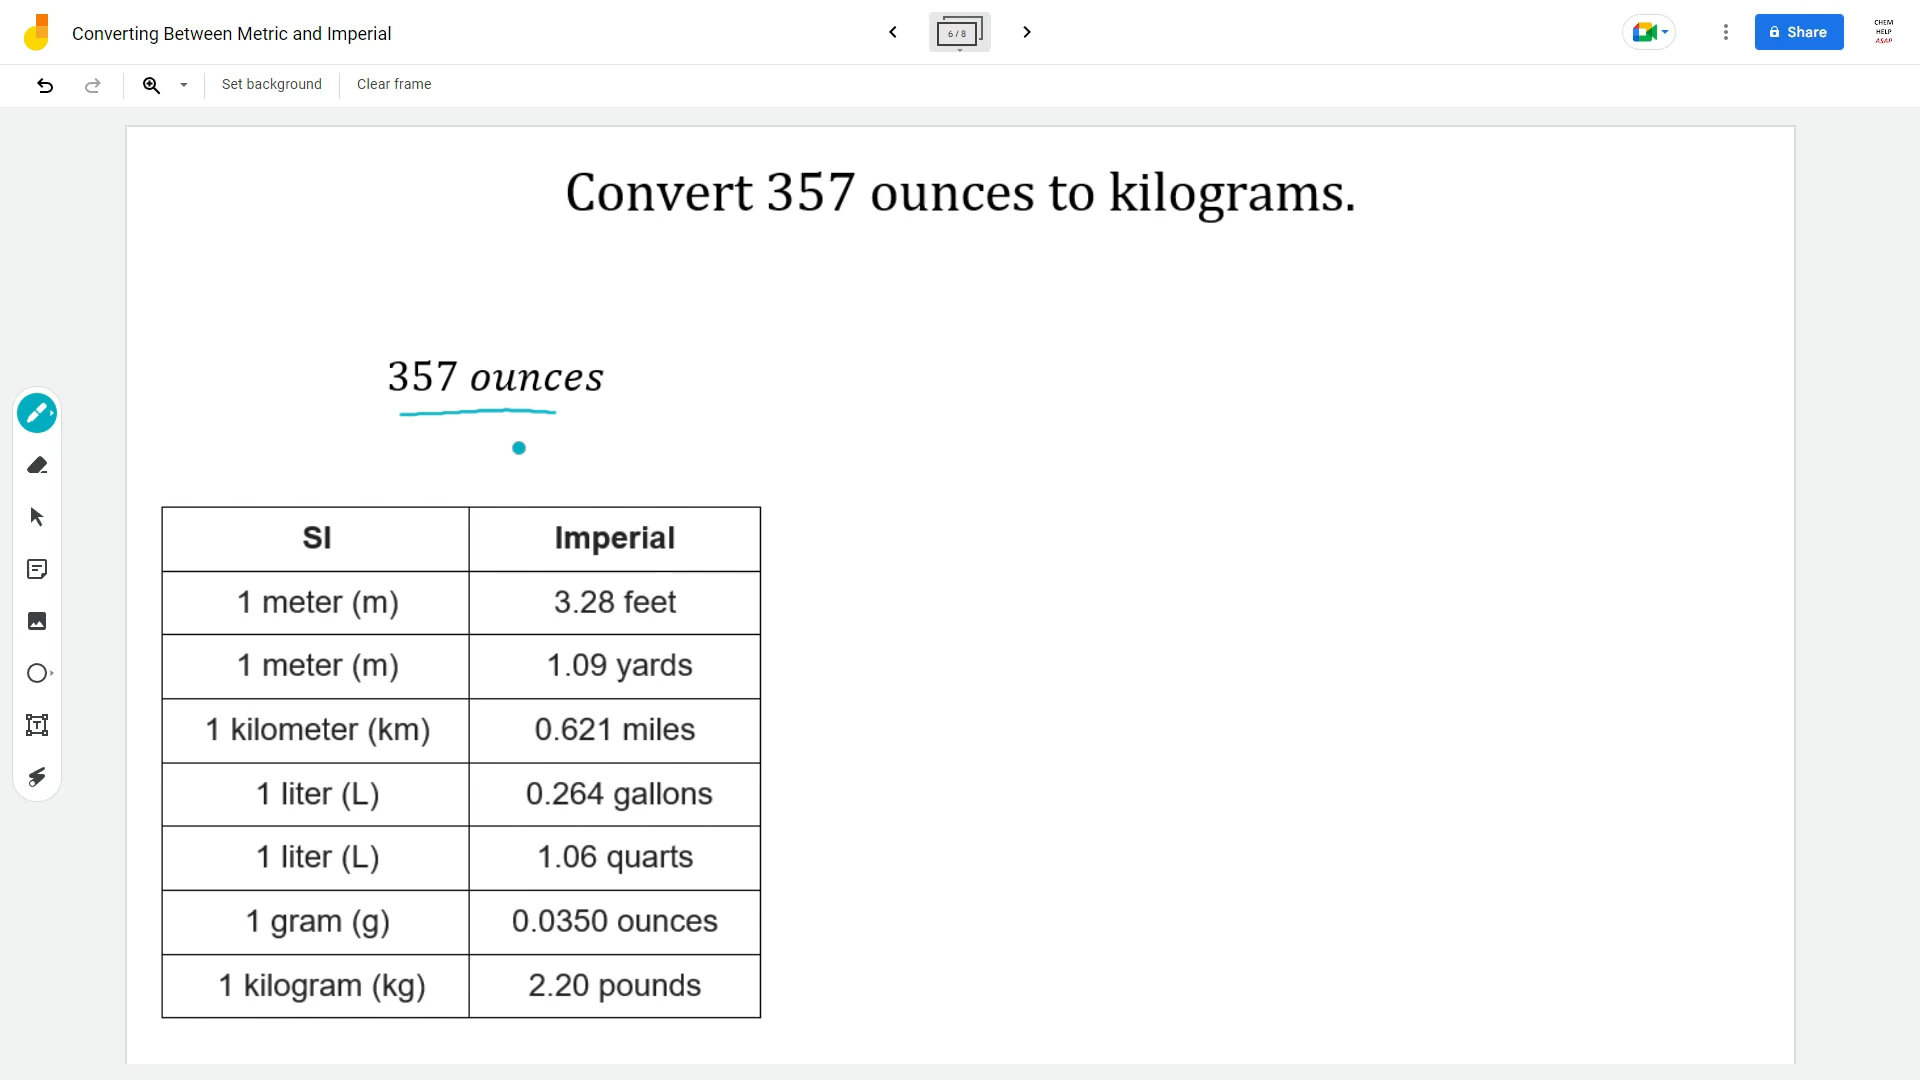 Converting Between Metric and Imperial
6 / 8
Share
CHEM
HELP
ASAP
Set background
Clear frame
Convert 357 ounces to kilograms.
357 ounces
SI Imperial
1 meter (m) 3.28 feet
1 meter (m) 1.09 yards
1 kilometer (km) 0.621 miles
1 liter (L) 0.264 gallons
1 liter (L) 1.06 quarts
1 gram (g) 0.0350 ounces
1 kilogram (kg) 2.20 pounds